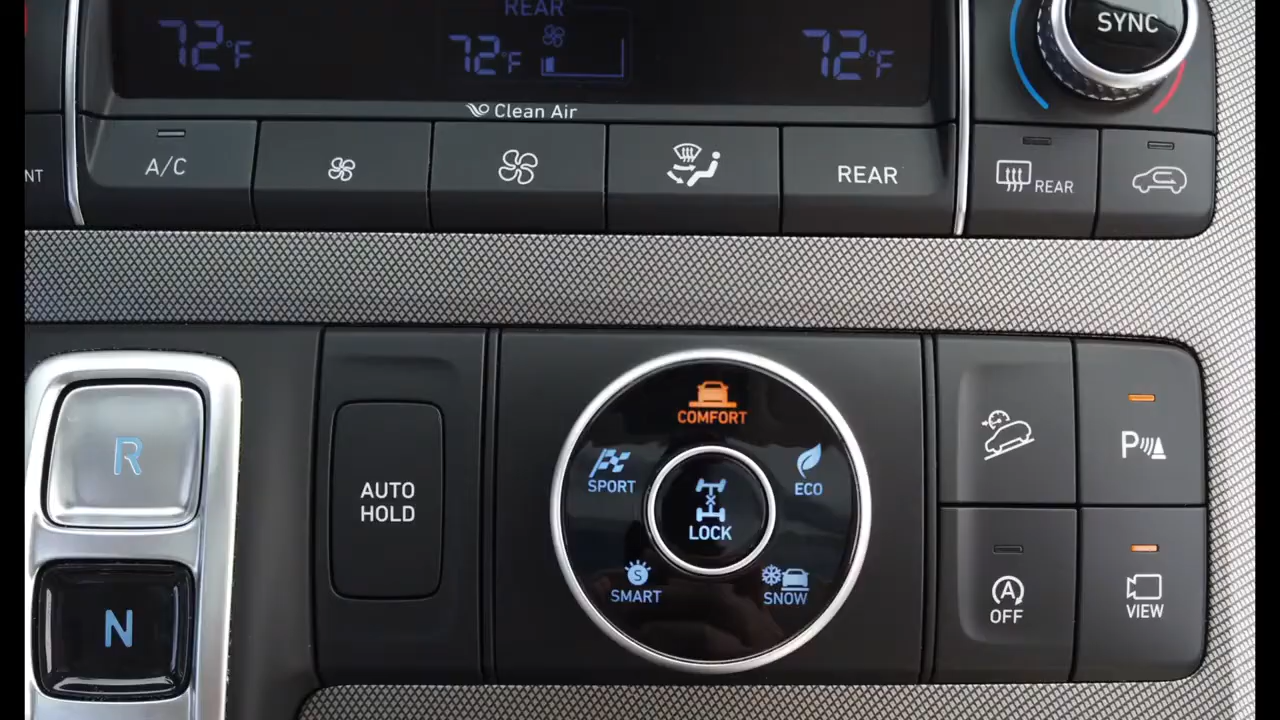 REAR
72°F
72°F
72°F
SYNC
Clean Air
NT
A/C
REAR
REAR
R
N
AUTO
HOLD
COMFORT
SPORT
ECO
LOCK
SMART
S
SNOW
P
A
OFF
VIEW